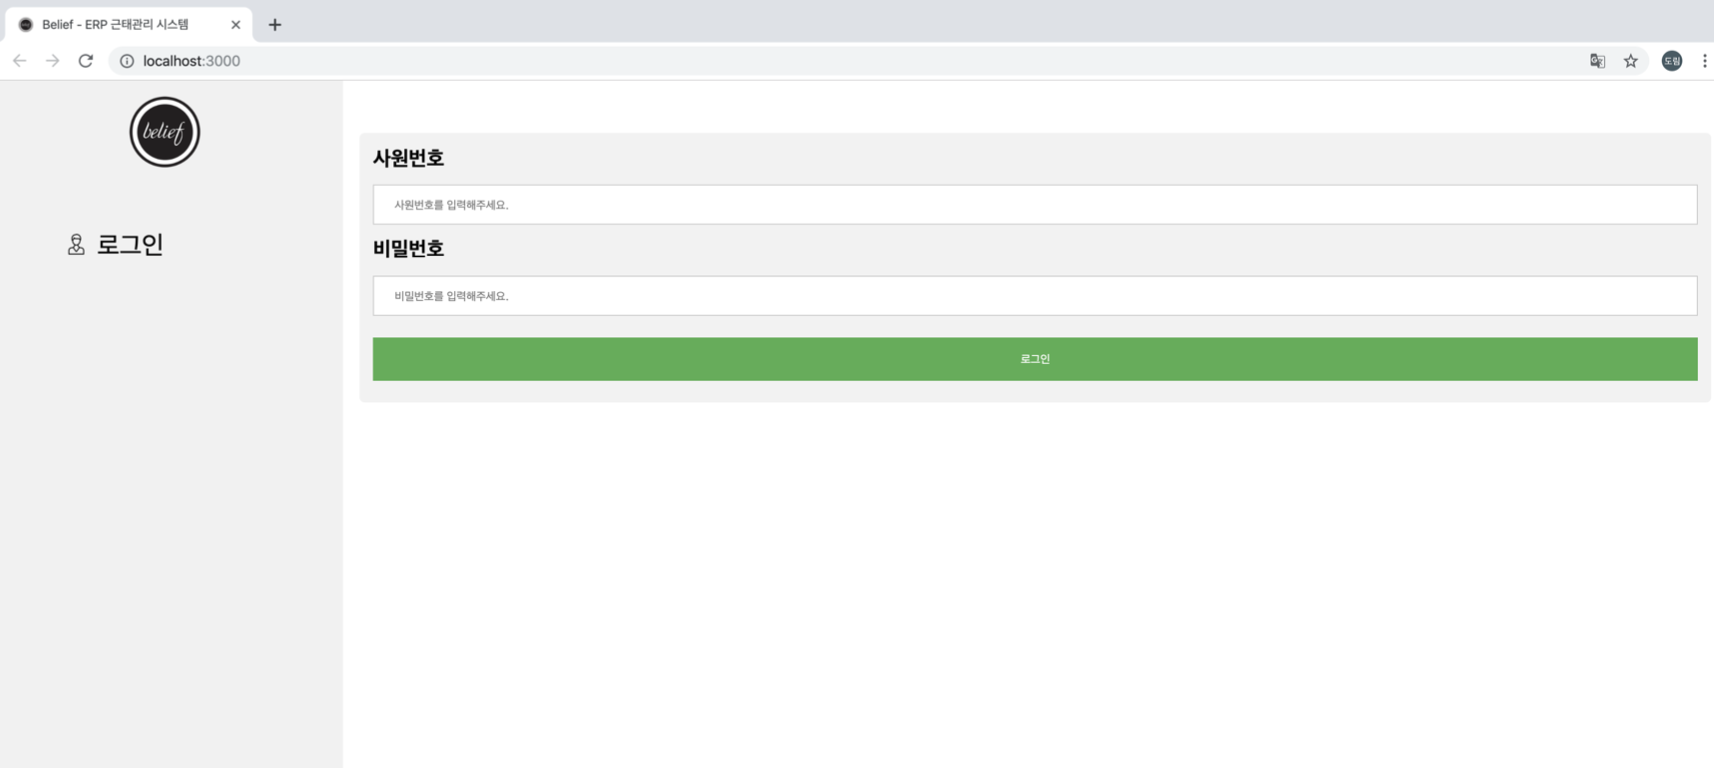 Belief - ERP 근태관리 시스템
localhost:3000
도림
belief
로그인
사원번호
사원번호를 입력해주세요.
비밀번호
비밀번호를 입력해주세요.
로그인